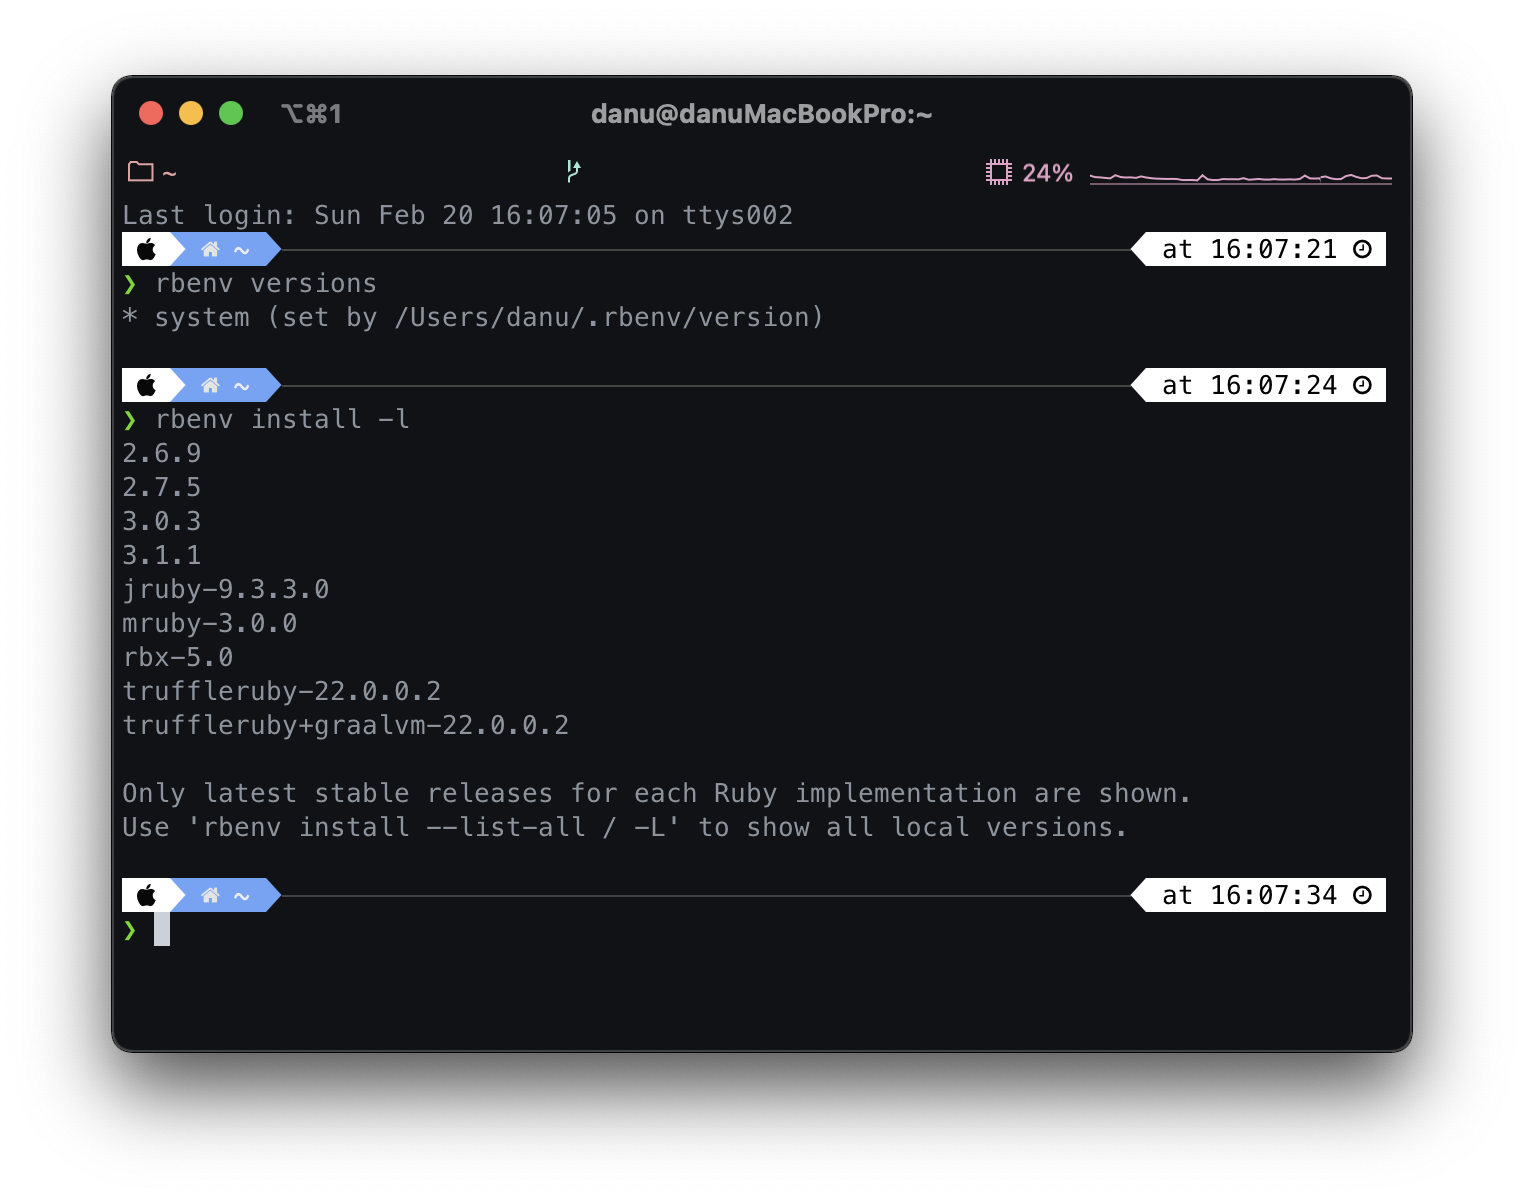 ⌥⌘1 danu@danuMacBookPro:~
~ 24%
Last login: Sun Feb 20 16:07:05 on ttys002
~ at 16:07:21
❯ rbenv versions
* system (set by /Users/danu/.rbenv/version)
~ at 16:07:24
❯ rbenv install -l
2.6.9
2.7.5
3.0.3
3.1.1
jruby-9.3.3.0
mruby-3.0.0
rbx-5.0
truffleruby-22.0.0.2
truffleruby+graalvm-22.0.0.2
Only latest stable releases for each Ruby implementation are shown.
Use 'rbenv install --list-all / -L' to show all local versions.
~ at 16:07:34
❯